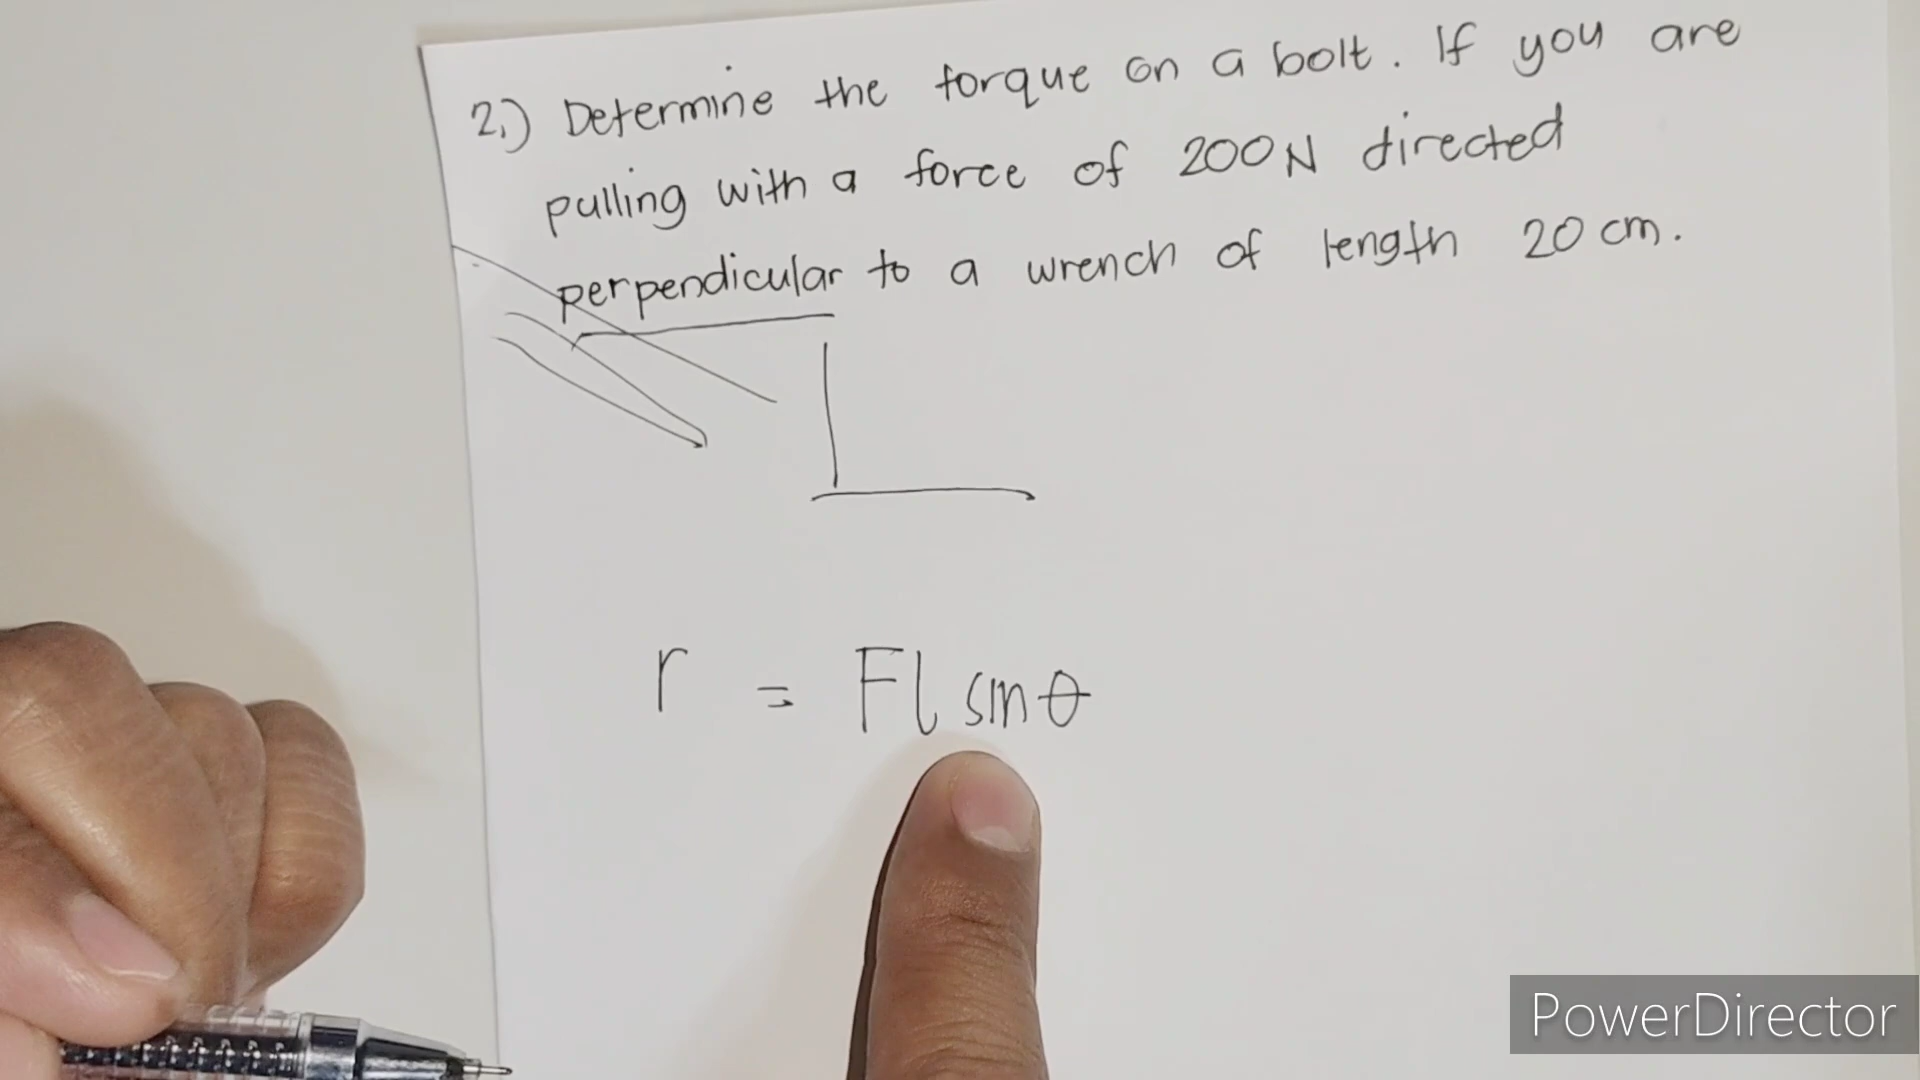 2.) Determine the torque on a bolt. If you are
pulling with a force of 200N directed
perpendicular to a wrench of length 20 cm.
r = Fl sinθ
PowerDirector